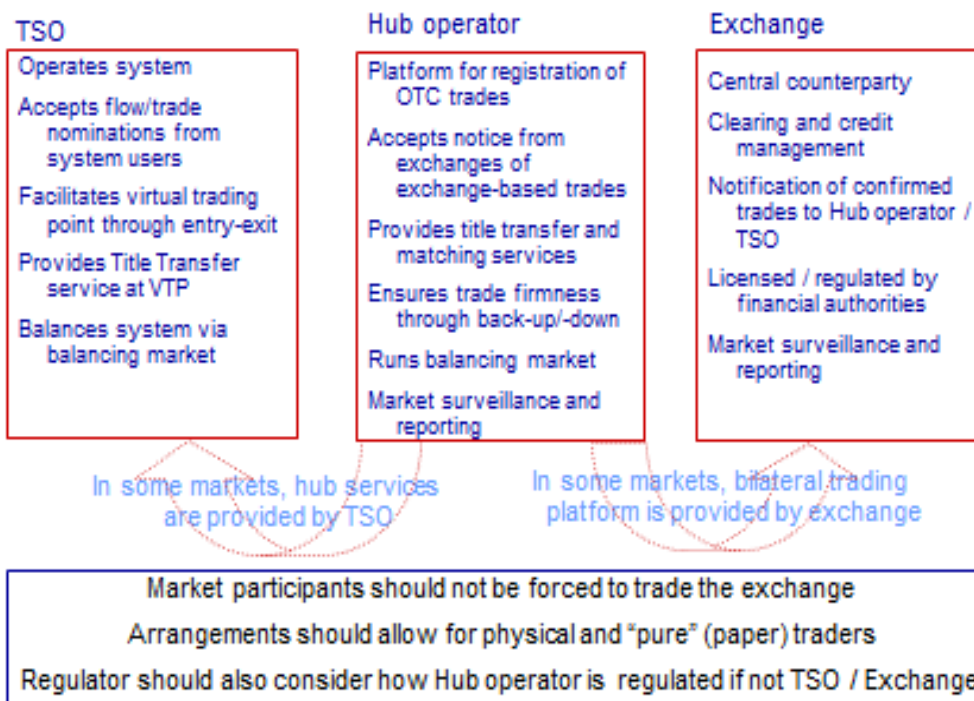 TSO
Operates system
Accepts flow/trade
nominations from
system users
Facilitates virtual trading
point through entry-exit
Provides Title Transfer
service at VTP
Balances system via
balancing market
Hub operator
Platform for registration of
OTC trades
Accepts notice from
exchanges of
exchange-based trades
Provides title transfer and
matching services
Ensures trade firmness
through back-up/-down
Runs balancing market
Market surveillance and
reporting
Exchange
Central counterparty
Clearing and credit
management
Notification of confirmed
trades to Hub operator /
TSO
Licensed / regulated by
financial authorities
Market surveillance and
reporting
In some markets, hub services
are provided by TSO
In some markets, bilateral trading
platform is provided by exchange
Market participants should not be forced to trade the exchange
Arrangements should allow for physical and “pure” (paper) traders
Regulator should also consider how Hub operator is regulated if not TSO / Exchange